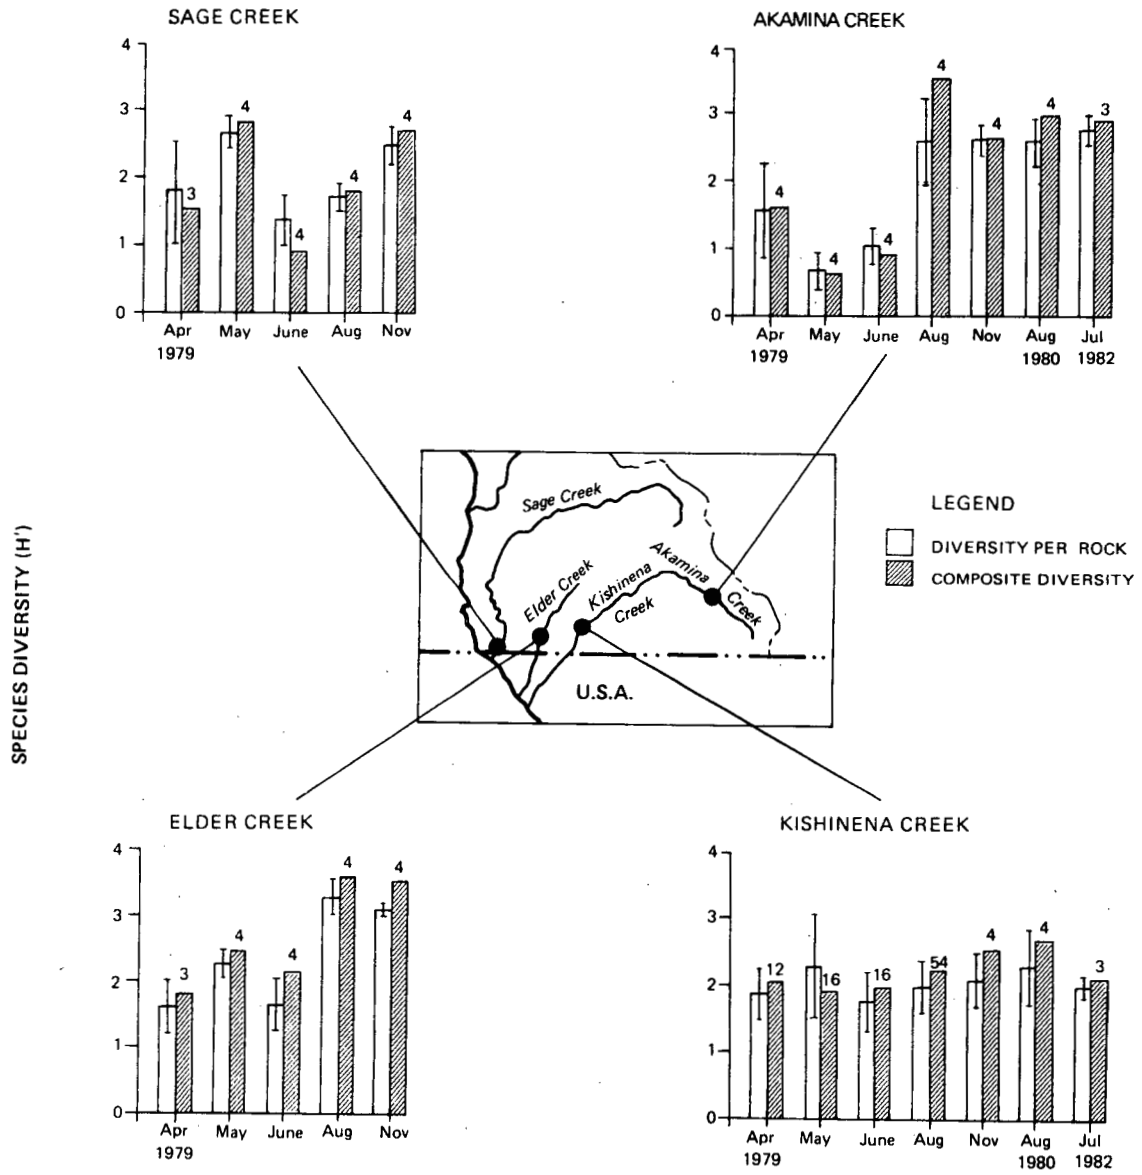 SAGE CREEK
4
3
2
1
0
3
4
4
4
4
Apr May June Aug Nov
1979
AKAMINA CREEK
4
3
2
1
0
4
4
4
4
4
4
3
Apr May June Aug Nov Aug Jul
1979 1980 1982
SPECIES DIVERSITY (H')
Sage Creek
Elder Creek
Kishinena
Creek
Akamina
Creek
U.S.A.
LEGEND
DIVERSITY PER ROCK
COMPOSITE DIVERSITY
ELDER CREEK
4
3
2
1
0
3
4
4
4
4
Apr May June Aug Nov
1979
KISHINENA CREEK
4
3
2
1
0
12
16
16
54
4
4
3
Apr May June Aug Nov Aug Jul
1979 1980 1982